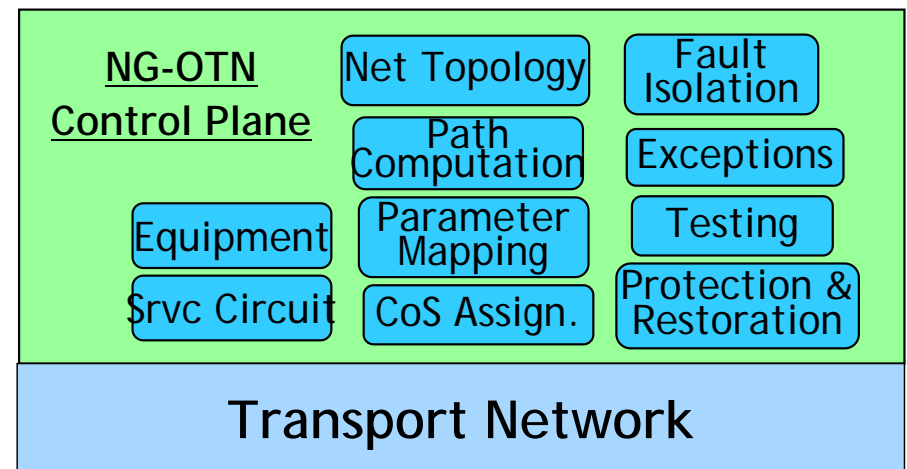 NG-OTN
Control Plane
Net Topology
Fault
Isolation
Path
Computation
Exceptions
Equipment
Parameter
Mapping
Testing
Srvc Circuit
CoS Assign.
Protection &
Restoration
Transport Network